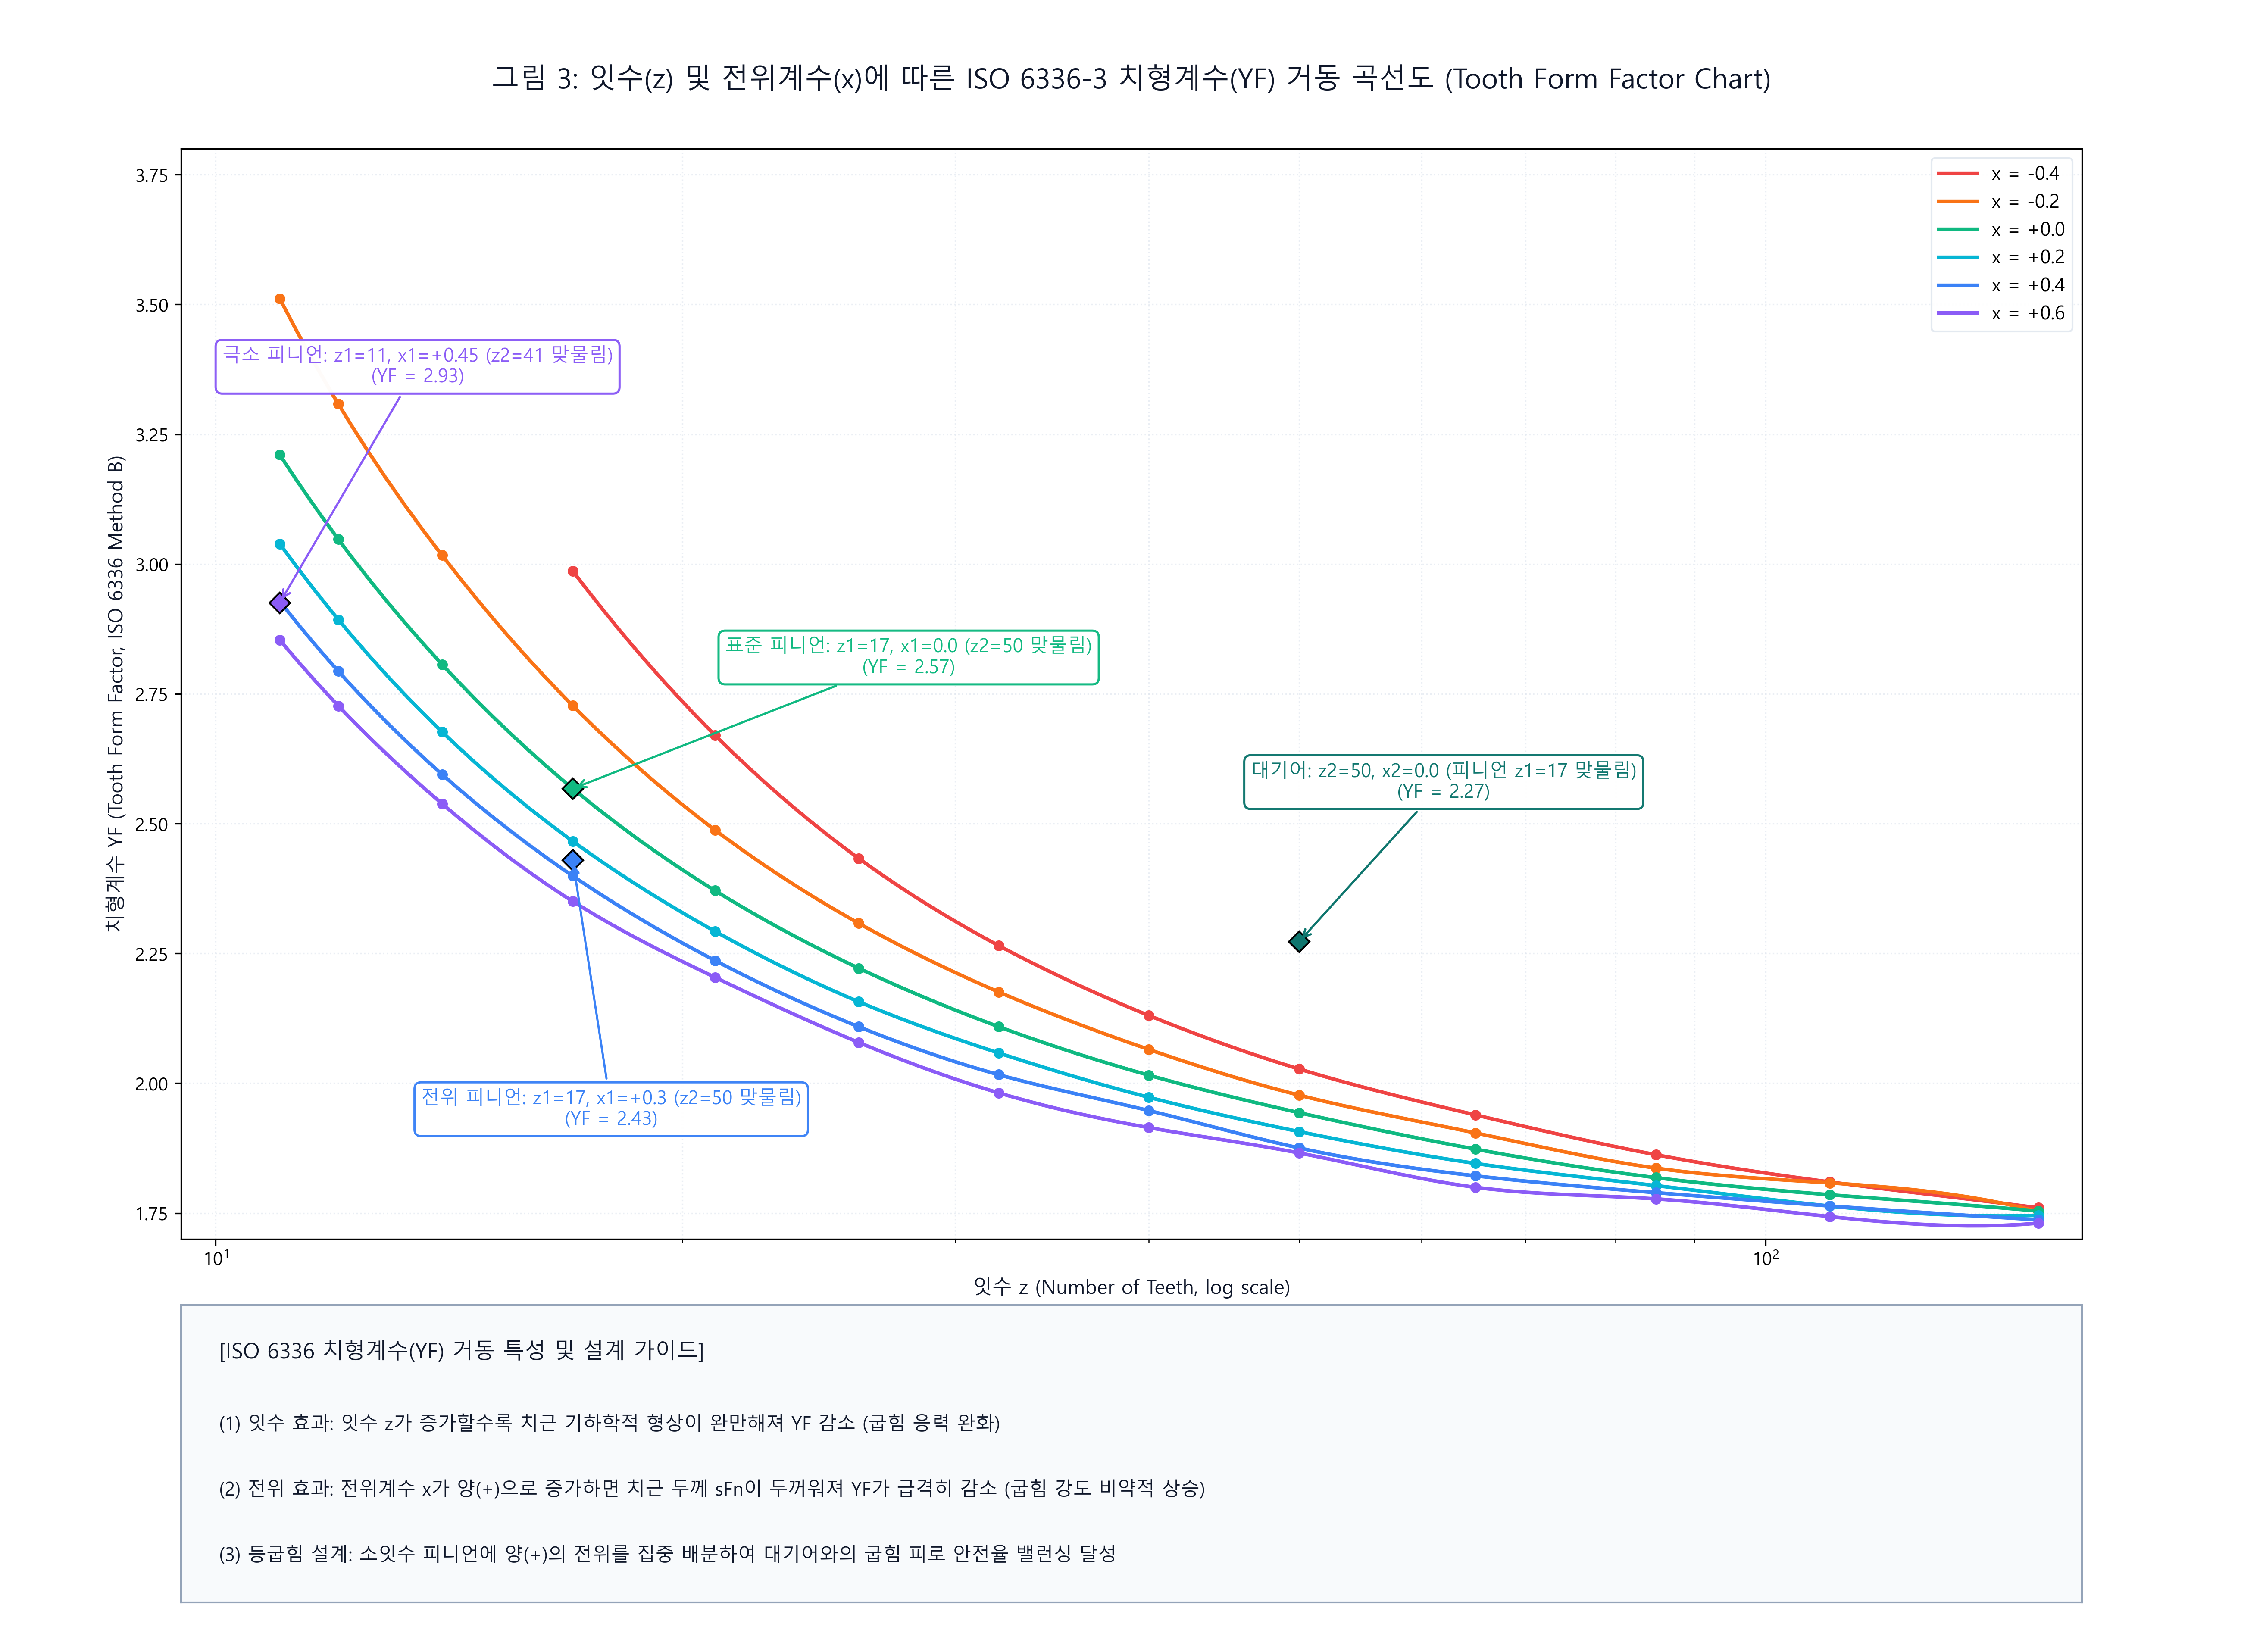 그림 3: 잇수(z) 및 전위계수(x)에 따른 ISO 6336-3 치형계수(YF) 거동 곡선도 (Tooth Form Factor Chart)
치형계수 YF (Tooth Form Factor, ISO 6336 Method B)
3.75
3.50
3.25
3.00
2.75
2.50
2.25
2.00
1.75
x = -0.4
x = -0.2
x = +0.0
x = +0.2
x = +0.4
x = +0.6
극소 피니언: z1=11, x1=+0.45 (z2=41 맞물림)
(YF = 2.93)
표준 피니언: z1=17, x1=0.0 (z2=50 맞물림)
(YF = 2.57)
대기어: z2=50, x2=0.0 (피니언 z1=17 맞물림)
(YF = 2.27)
전위 피니언: z1=17, x1=+0.3 (z2=50 맞물림)
(YF = 2.43)
10¹
10²
잇수 z (Number of Teeth, log scale)
[ISO 6336 치형계수(YF) 거동 특성 및 설계 가이드]
(1) 잇수 효과: 잇수 z가 증가할수록 치근 기하학적 형상이 완만해져 YF 감소 (굽힘 응력 완화)
(2) 전위 효과: 전위계수 x가 양(+)으로 증가하면 치근 두께 sFn이 두꺼워져 YF가 급격히 감소 (굽힘 강도 비약적 상승)
(3) 등굽힘 설계: 소잇수 피니언에 양(+)의 전위를 집중 배분하여 대기어와의 굽힘 피로 안전율 밸런싱 달성